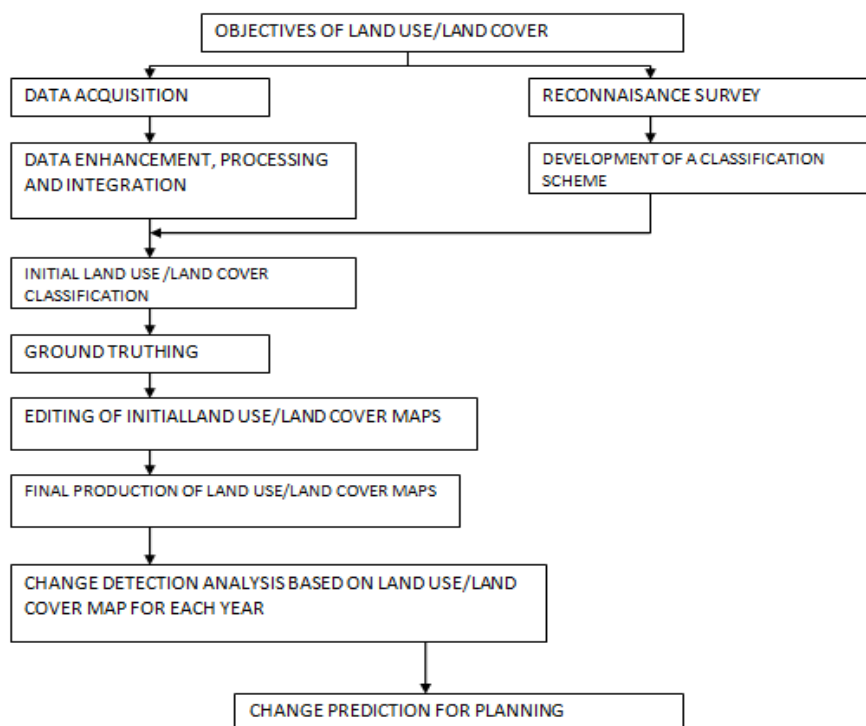 OBJECTIVES OF LAND USE/LAND COVER
DATA ACQUISITION
RECONNAISANCE SURVEY
DATA ENHANCEMENT, PROCESSING
AND INTEGRATION
DEVELOPMENT OF A CLASSIFICATION
SCHEME
INITIAL LAND USE /LAND COVER
CLASSIFICATION
GROUND TRUTHING
EDITING OF INITIALLAND USE/LAND COVER MAPS
FINAL PRODUCTION OF LAND USE/LAND COVER MAPS
CHANGE DETECTION ANALYSIS BASED ON LAND USE/LAND
COVER MAP FOR EACH YEAR
CHANGE PREDICTION FOR PLANNING